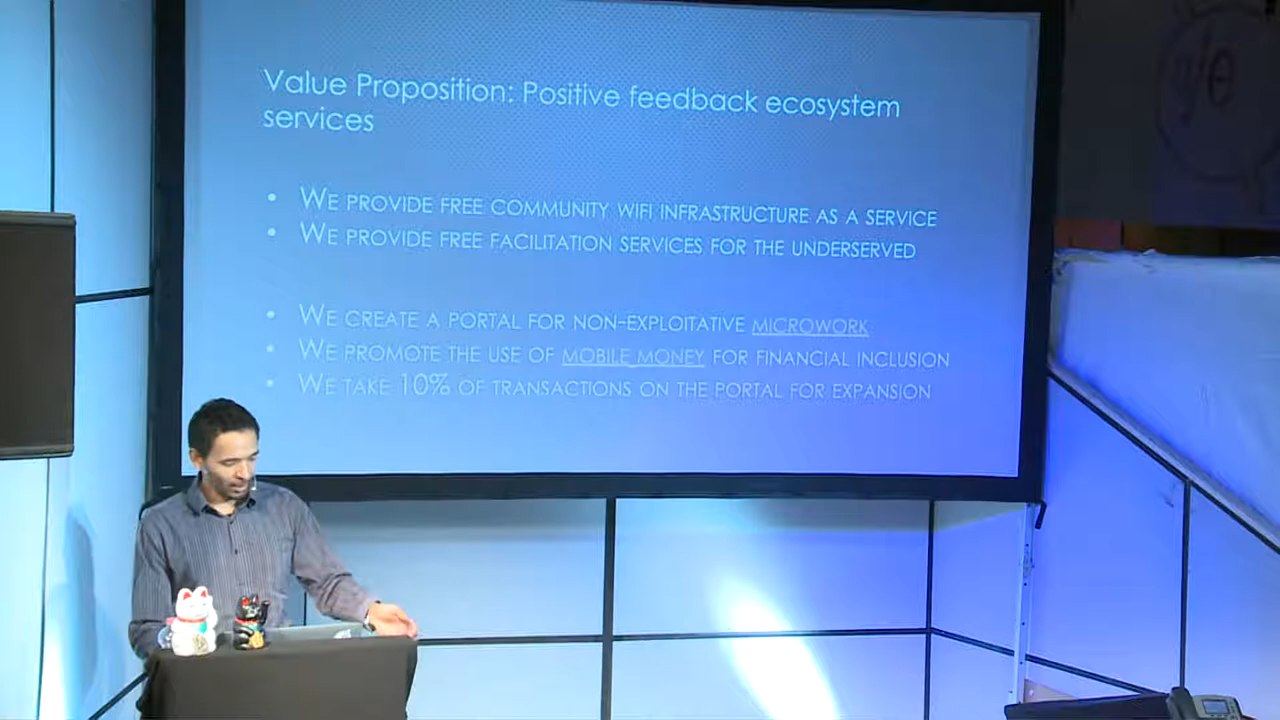 Value Proposition: Positive feedback ecosystem
services
• We provide free community wifi infrastructure as a service
• We provide free facilitation services for the underserved
• We create a portal for non-exploitative microwork
• We promote the use of mobile money for financial inclusion
• We take 10% of transactions on the portal for expansion